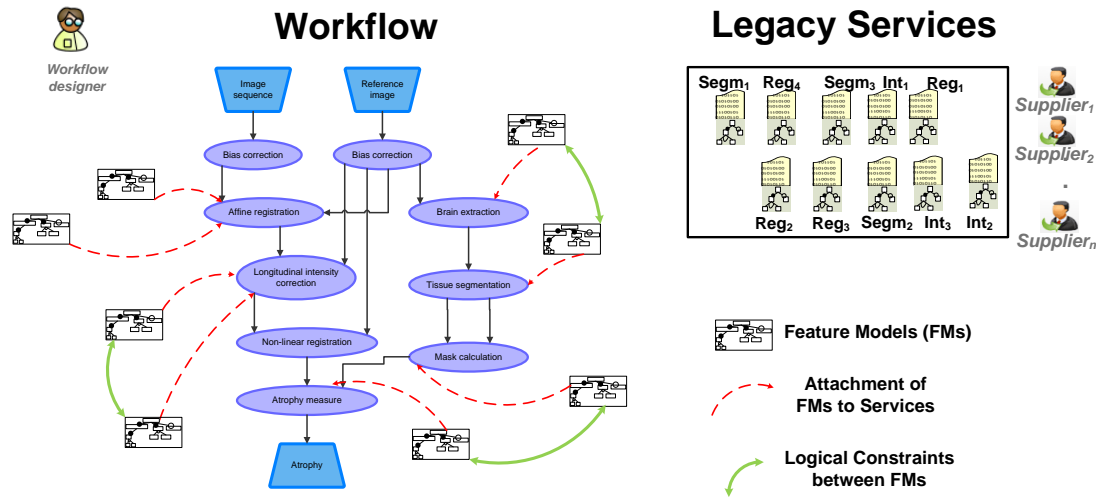 Workflow
Legacy Services
Workflow
designer
Image
sequence
Reference
image
Bias correction
Bias correction
Affine registration
Brain extraction
Longitudinal intensity
correction
Tissue segmentation
Non-linear registration
Mask calculation
Atrophy measure
Atrophy
Segm1 Reg4 Segm3 Int1 Reg1
Reg2 Reg3 Segm2 Int3 Int2
Supplier1
Supplier2
.
Suppliern
Feature Models (FMs)
Attachment of
FMs to Services
Logical Constraints
between FMs